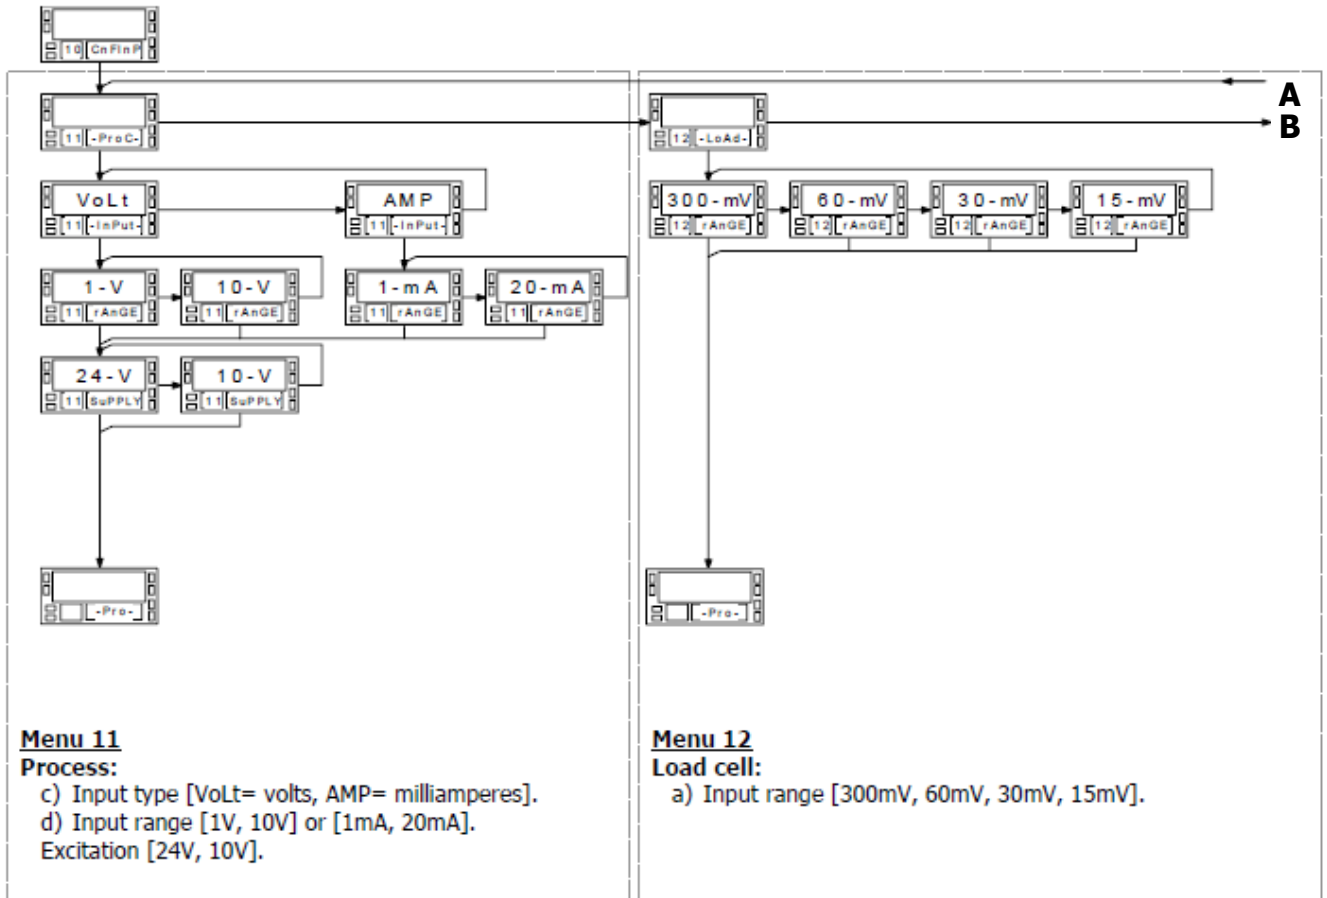 10 CnFInP
A
11 -ProC-
12 -LoAd-
B
VoLt
11 -InPut-
AMP
11 -InPut-
300-mV
12 rAnGE
60-mV
12 rAnGE
30-mV
12 rAnGE
15-mV
12 rAnGE
1-V
11 rAnGE
10-V
11 rAnGE
1-mA
11 rAnGE
20-mA
11 rAnGE
24-V
11 SuPPLY
10-V
11 SuPPLY
-Pro-
-Pro-
Menu 11
Process:
c) Input type [VoLt= volts, AMP= milliamperes].
d) Input range [1V, 10V] or [1mA, 20mA].
Excitation [24V, 10V].
Menu 12
Load cell:
a) Input range [300mV, 60mV, 30mV, 15mV].